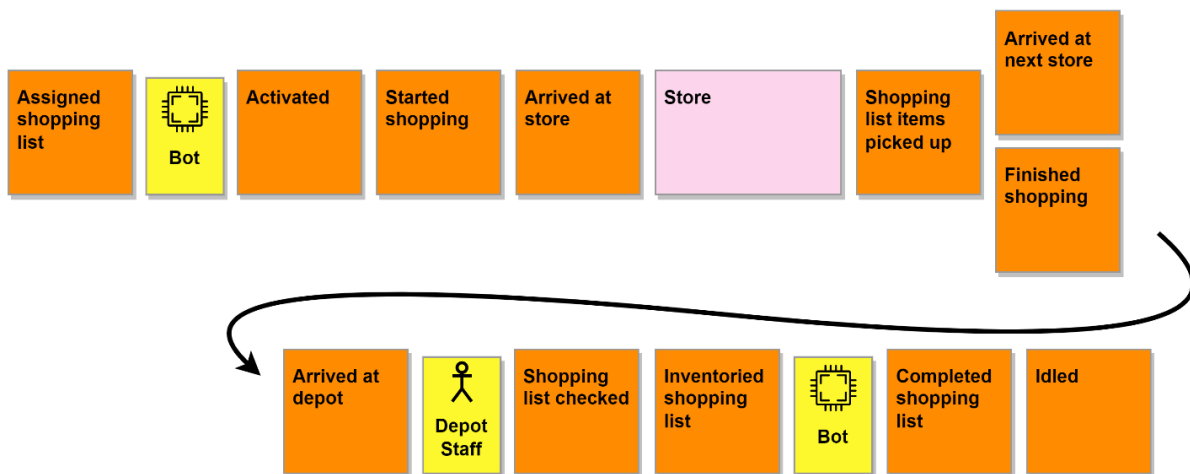 Assigned
shopping
list
Bot
Activated
Started
shopping
Arrived at
store
Store
Shopping
list items
picked up
Arrived at
next store
Finished
shopping
Arrived at
depot
Depot
Staff
Shopping
list checked
Inventoried
shopping
list
Bot
Completed
shopping
list
Idled